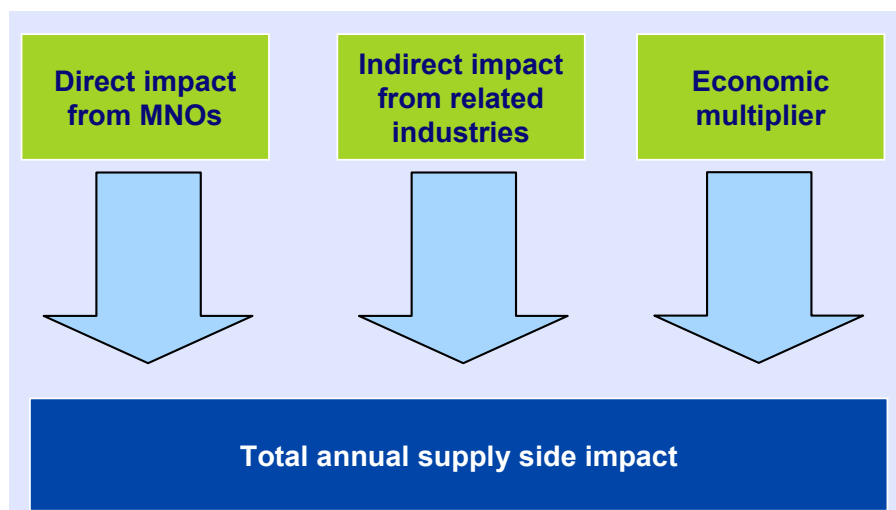 Direct impact
from MNOs
Indirect impact
from related
industries
Economic
multiplier
Total annual supply side impact